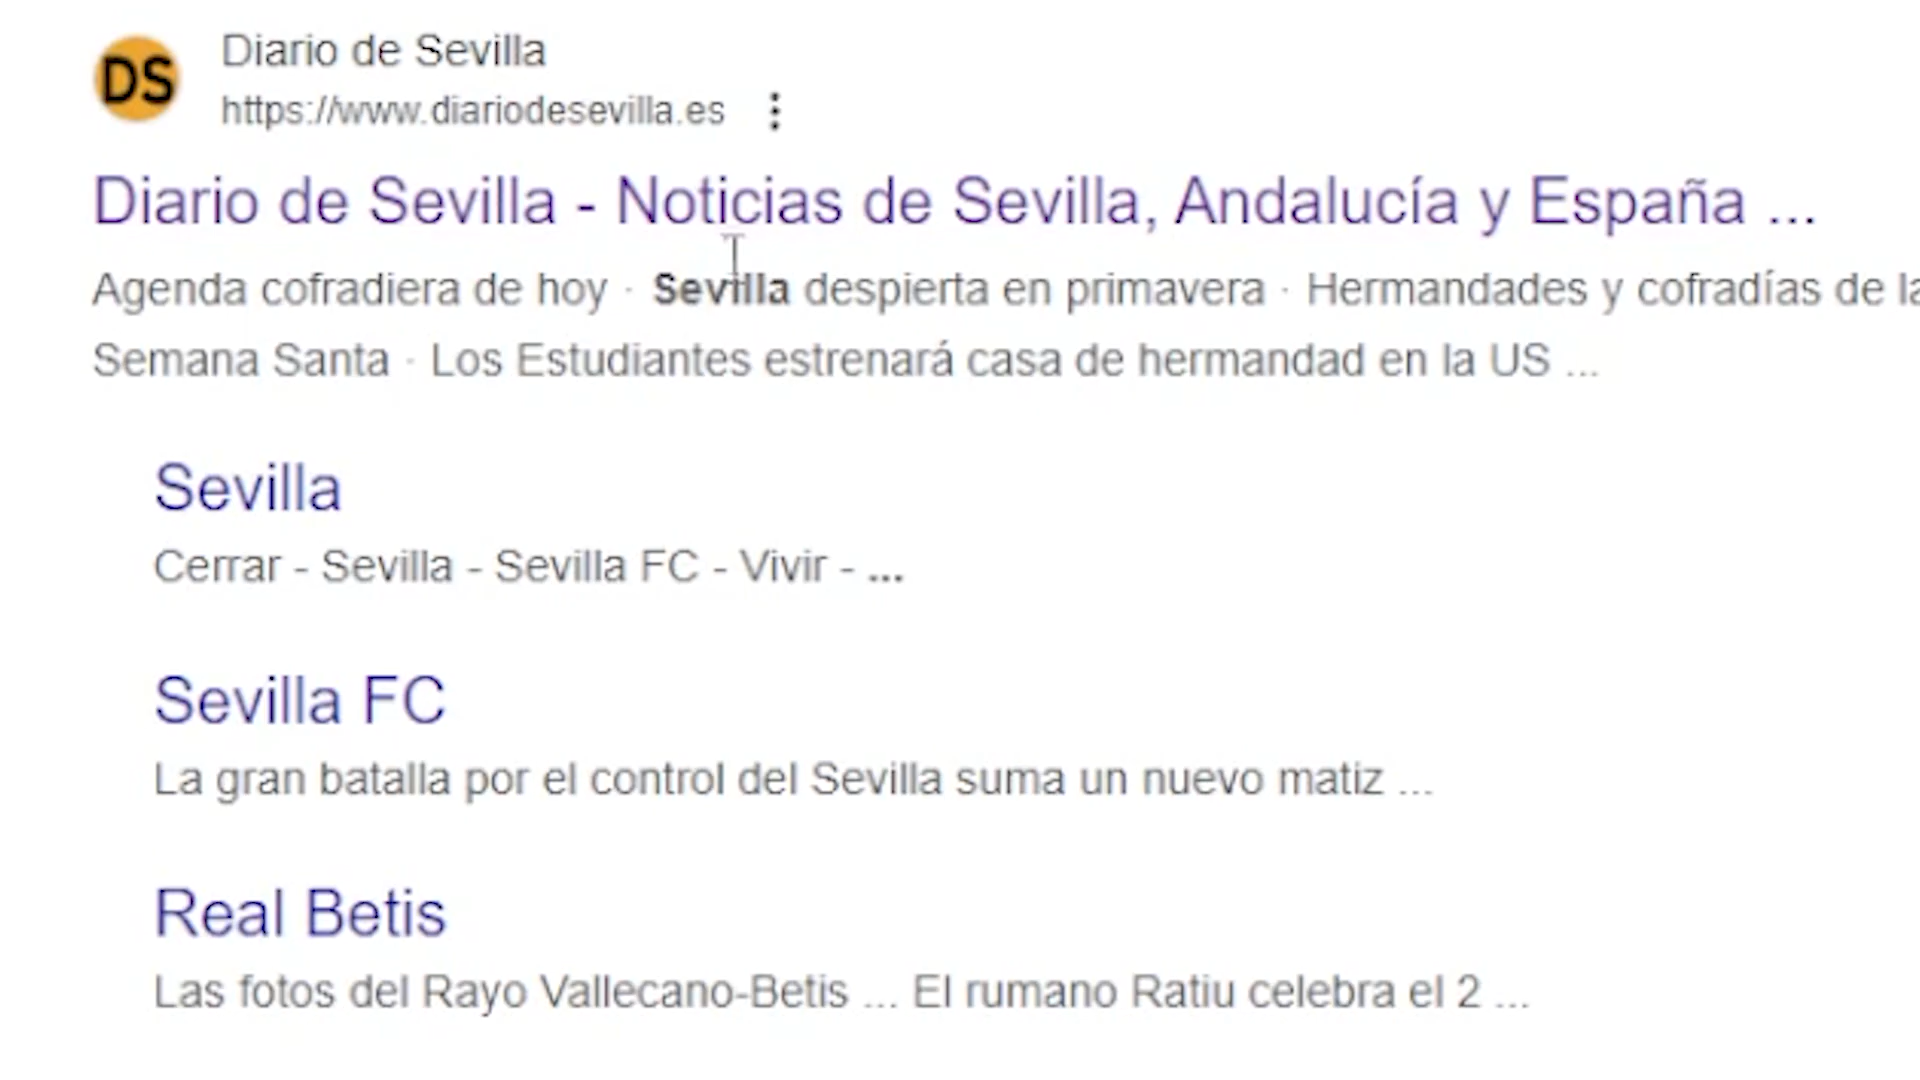 DS
Diario de Sevilla
https://www.diariodesevilla.es
Diario de Sevilla - Noticias de Sevilla, Andalucía y España ...
Agenda cofradiera de hoy · Sevilla despierta en primavera · Hermandades y cofradías de la
Semana Santa · Los Estudiantes estrenará casa de hermandad en la US ...
Sevilla
Cerrar - Sevilla - Sevilla FC - Vivir - ...
Sevilla FC
La gran batalla por el control del Sevilla suma un nuevo matiz ...
Real Betis
Las fotos del Rayo Vallecano-Betis ... El rumano Ratiu celebra el 2 ...